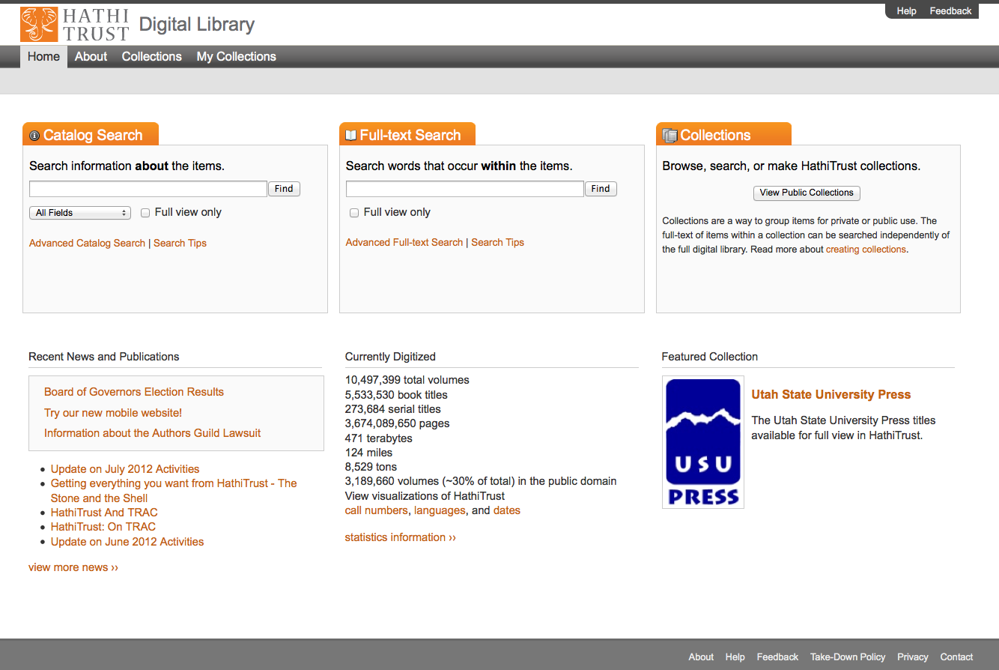 Help Feedback
HATHI
TRUST
Digital Library
Home About Collections My Collections
Catalog Search
Search information about the items.
Find
All Fields Full view only
Advanced Catalog Search | Search Tips
Full-text Search
Search words that occur within the items.
Find
Full view only
Advanced Full-text Search | Search Tips
Collections
Browse, search, or make HathiTrust collections.
View Public Collections
Collections are a way to group items for private or public use. The
full-text of items within a collection can be searched independently of
the full digital library. Read more about creating collections.
Recent News and Publications
Board of Governors Election Results
Try our new mobile website!
Information about the Authors Guild Lawsuit
• Update on July 2012 Activities
• Getting everything you want from HathiTrust - The
Stone and the Shell
• HathiTrust And TRAC
• HathiTrust: On TRAC
• Update on June 2012 Activities
view more news ››
Currently Digitized
10,497,399 total volumes
5,533,530 book titles
273,684 serial titles
3,674,089,650 pages
471 terabytes
124 miles
8,529 tons
3,189,660 volumes (~30% of total) in the public domain
View visualizations of HathiTrust
call numbers, languages, and dates
statistics information ››
Featured Collection
USU
PRESS
Utah State University Press
The Utah State University Press titles
available for full view in HathiTrust.
About Help Feedback Take-Down Policy Privacy Contact